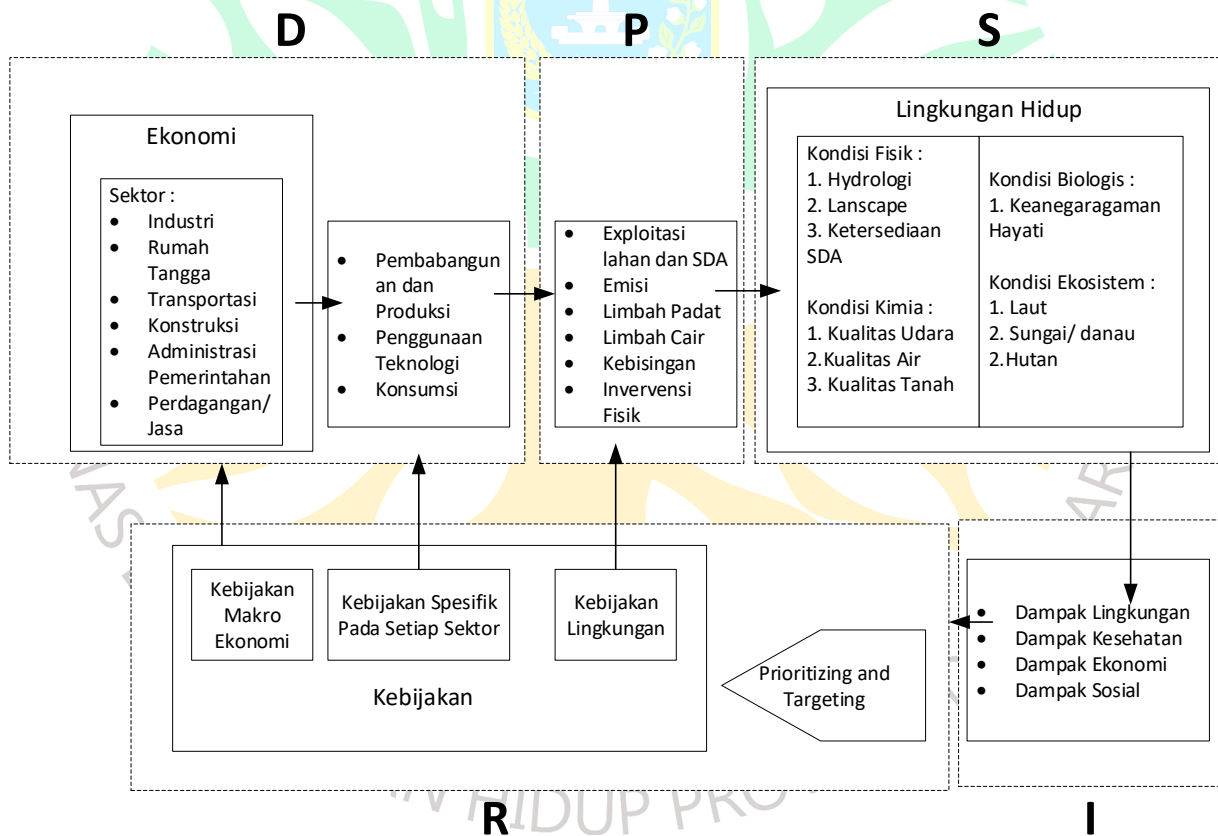 D
P
S
Ekonomi
Sektor :
• Industri
• Rumah
Tangga
• Transportasi
• Konstruksi
• Administrasi
Pemerintahan
• Perdagangan/
Jasa
• Pembabangun
an dan
Produksi
• Penggunaan
Teknologi
• Konsumsi
• Exploitasi
lahan dan SDA
• Emisi
• Limbah Padat
• Limbah Cair
• Kebisingan
• Invervensi
Fisik
Lingkungan Hidup
Kondisi Fisik :
1. Hydrologi
2. Lanscape
3. Ketersediaan
SDA
Kondisi Kimia :
1. Kualitas Udara
2.Kualitas Air
3. Kualitas Tanah
Kondisi Biologis :
1. Keanegaragaman
Hayati
Kondisi Ekosistem :
1. Laut
2. Sungai/ danau
2.Hutan
Kebijakan
Makro
Ekonomi
Kebijakan Spesifik
Pada Setiap Sektor
Kebijakan
Lingkungan
Kebijakan
Prioritizing and
Targeting
• Dampak Lingkungan
• Dampak Kesehatan
• Dampak Ekonomi
• Dampak Sosial
R
I
HIDUP